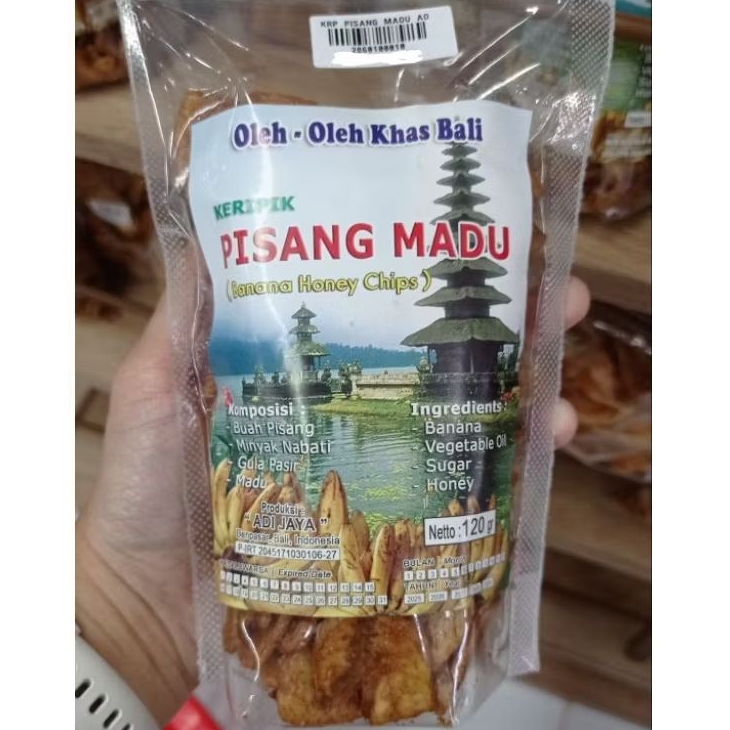 KRP PISANG MADU AD
Oleh - Oleh Khas Bali
KERIPIK
PISANG MADU
( Banana Honey Chips )
Komposisi :
- Buah Pisang
- Minyak Nabati
- Gula Pasir
- Madu
Ingredients :
- Banana
- Vegetable Oil
- Sugar
- Honey
Produksi :
" ADI JAYA "
Denpasar, Bali, Indonesia
P-IRT 2045171030106-27
Netto : 120 gr
Expired Date
BULAN
TAHUN